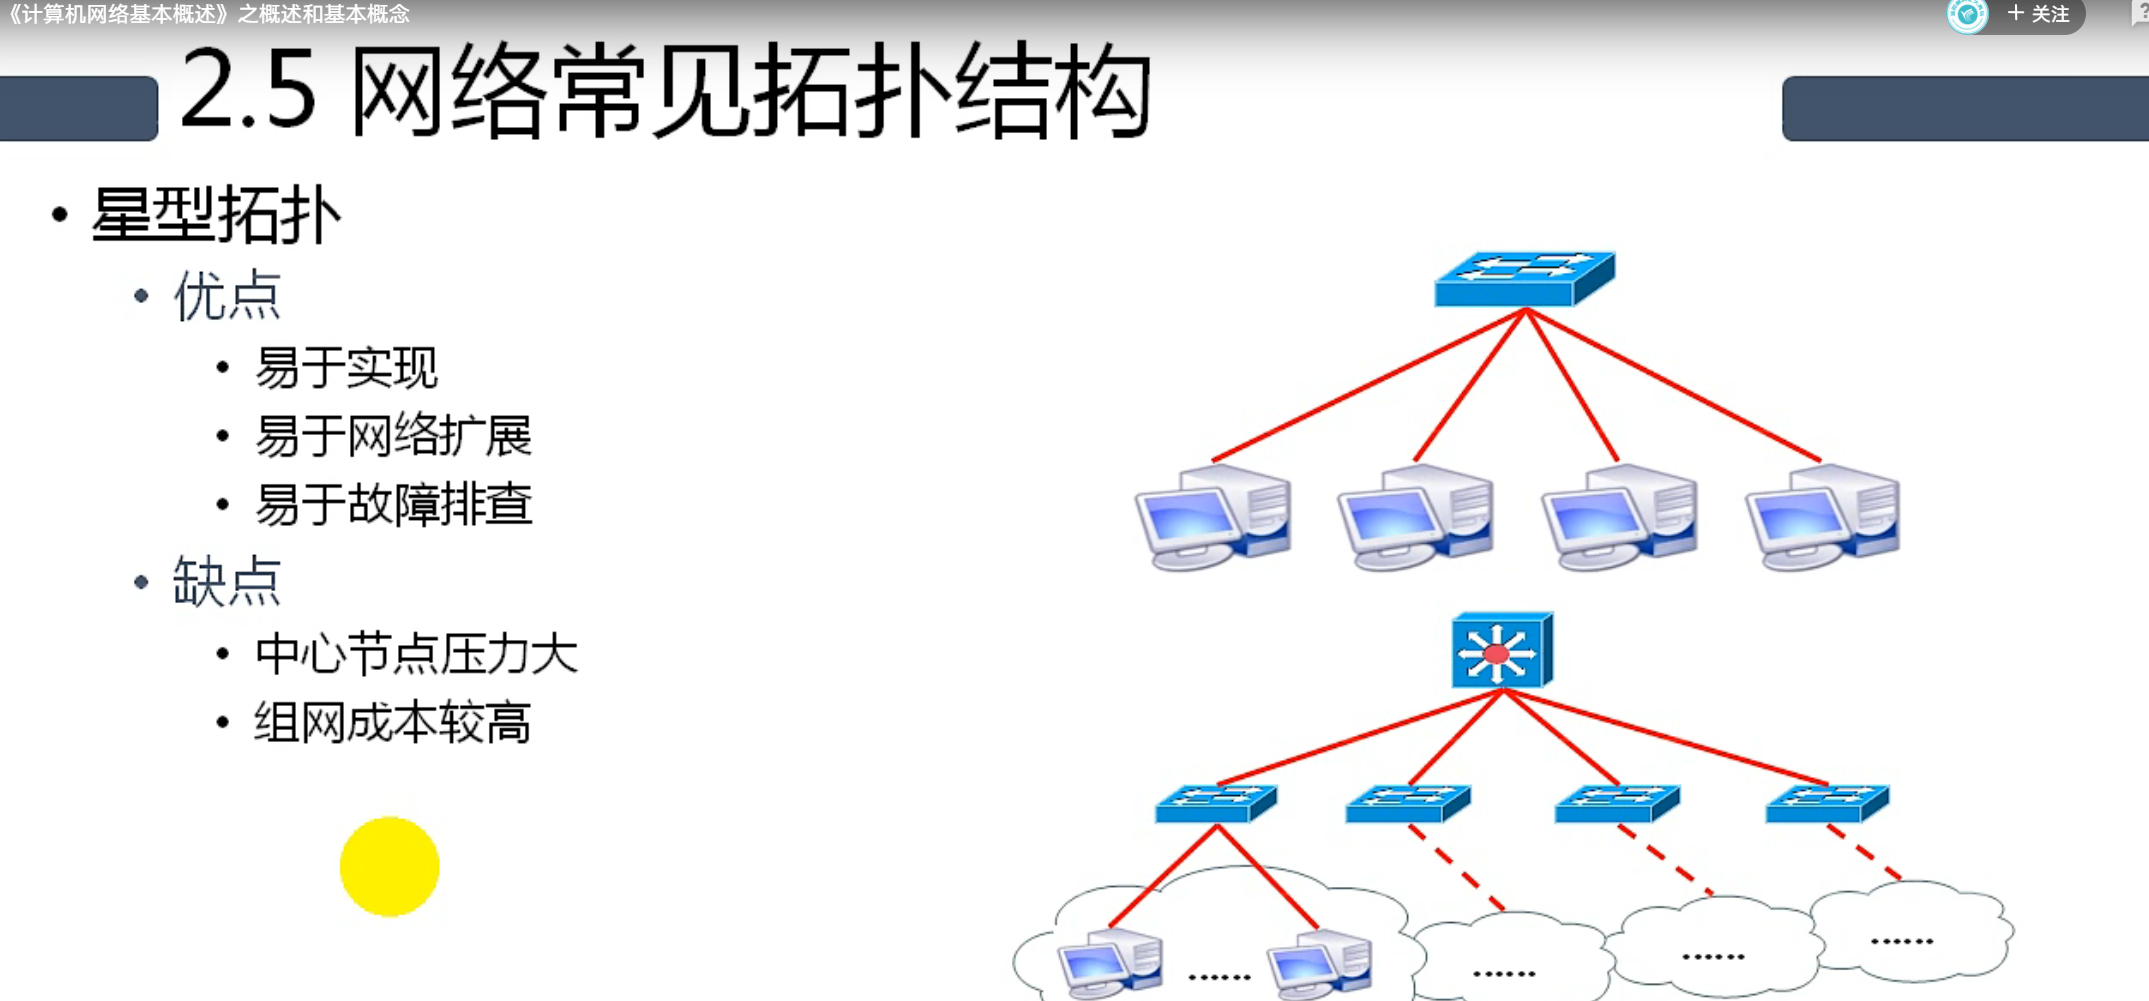 《计算机网络基本概述》之概述和基本概念
+ 关注
?
2.5 网络常见拓扑结构
• 星型拓扑
• 优点
• 易于实现
• 易于网络扩展
• 易于故障排查
• 缺点
• 中心节点压力大
• 组网成本较高
......
......
......
......